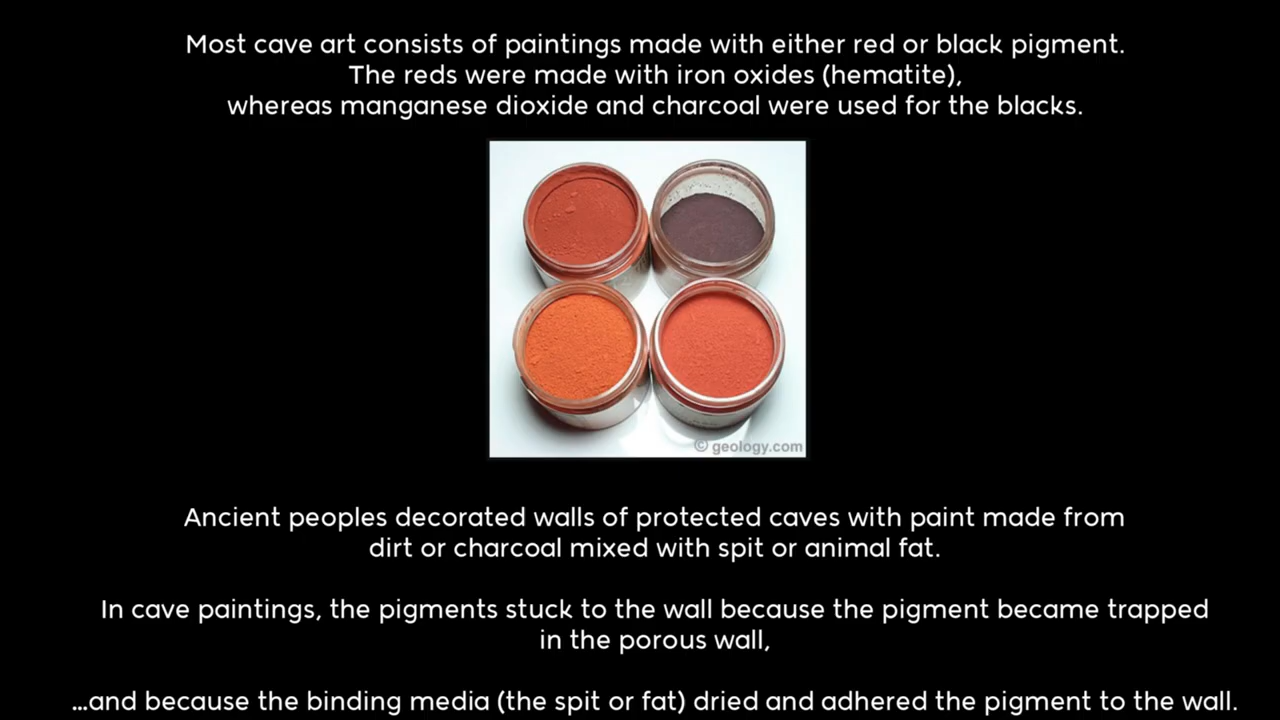 Most cave art consists of paintings made with either red or black pigment.
The reds were made with iron oxides (hematite),
whereas manganese dioxide and charcoal were used for the blacks.
© geology.com
Ancient peoples decorated walls of protected caves with paint made from
dirt or charcoal mixed with spit or animal fat.
In cave paintings, the pigments stuck to the wall because the pigment became trapped
in the porous wall,
...and because the binding media (the spit or fat) dried and adhered the pigment to the wall.